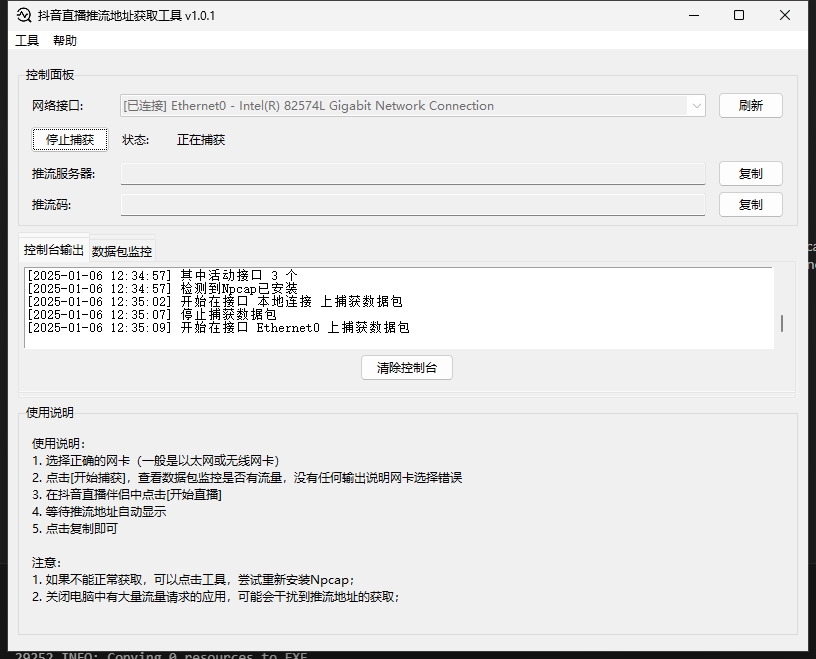 抖音直播推流地址获取工具 v1.0.1
工具 帮助
控制面板
网络接口: [已连接] Ethernet0 - Intel(R) 82574L Gigabit Network Connection 刷新
停止捕获 状态: 正在捕获
推流服务器: 复制
推流码: 复制
控制台输出 数据包监控
[2025-01-06 12:34:57] 其中活动接口 3 个
[2025-01-06 12:34:57] 检测到Npcap已安装
[2025-01-06 12:35:02] 开始在接口 本地连接 上捕获数据包
[2025-01-06 12:35:07] 停止捕获数据包
[2025-01-06 12:35:09] 开始在接口 Ethernet0 上捕获数据包
清除控制台
使用说明
使用说明:
1. 选择正确的网卡（一般是以太网或无线网卡）
2. 点击[开始捕获]，查看数据包监控是否有流量，没有任何输出说明网卡选择错误
3. 在抖音直播伴侣中点击[开始直播]
4. 等待推流地址自动显示
5. 点击复制即可
注意:
1. 如果不能正常获取，可以点击工具，尝试重新安装Npcap;
2. 关闭电脑中有大量流量请求的应用，可能会干扰到推流地址的获取;
29252 INFO: Copying 0 resources to EXE